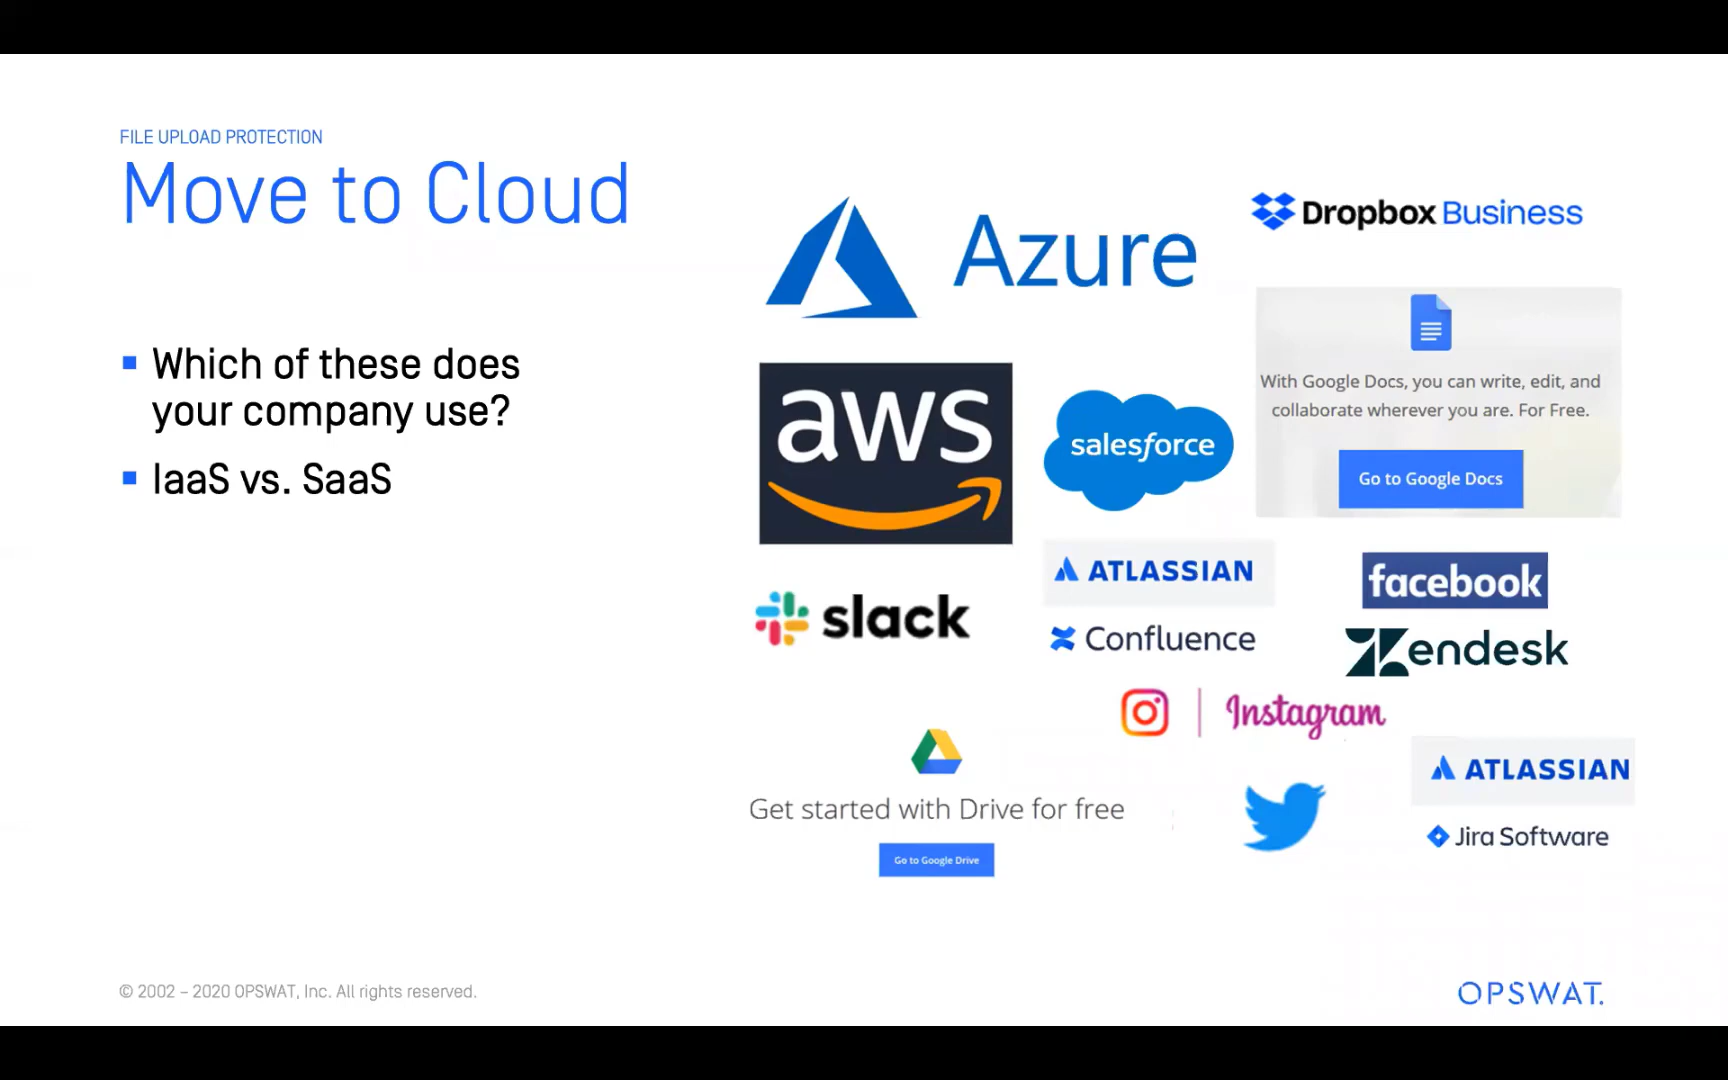 FILE UPLOAD PROTECTION
Move to Cloud
Which of these does
your company use?
IaaS vs. SaaS
Azure
Dropbox Business
With Google Docs, you can write, edit, and
collaborate wherever you are. For Free.
Go to Google Docs
aws
salesforce
ATLASSIAN
Confluence
slack
facebook
Zendesk
Instagram
Get started with Drive for free
Go to Google Drive
ATLASSIAN
Jira Software
© 2002 – 2020 OPSWAT, Inc. All rights reserved.
OPSWAT.